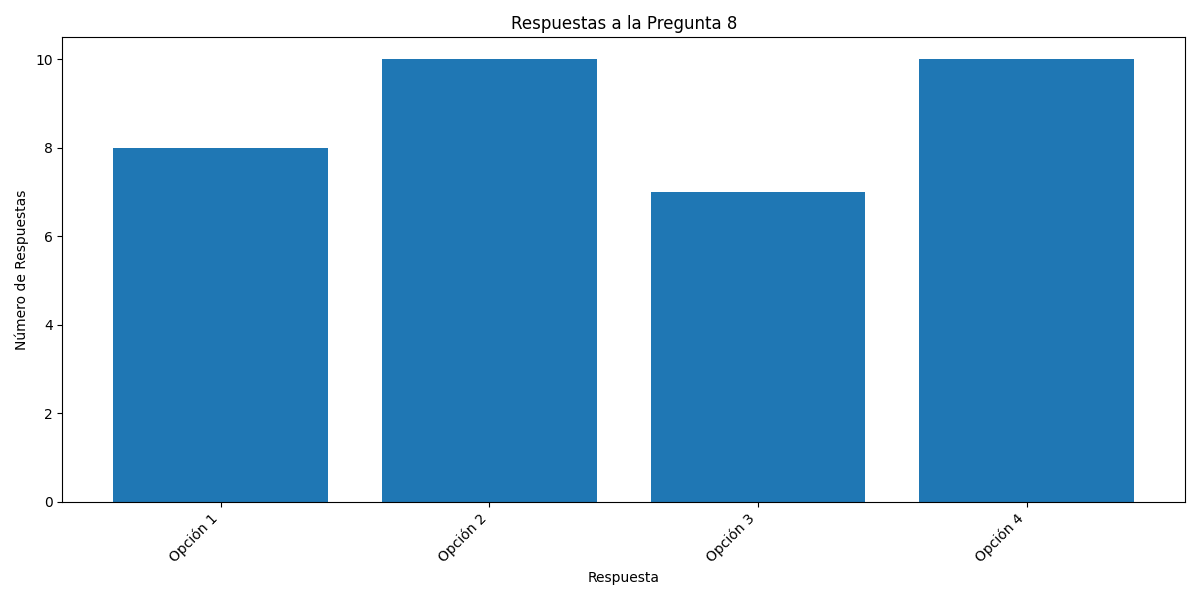 Respuestas a la Pregunta 8
Número de Respuestas
10
8
6
4
2
0
Opción 1
Opción 2
Opción 3
Opción 4
Respuesta